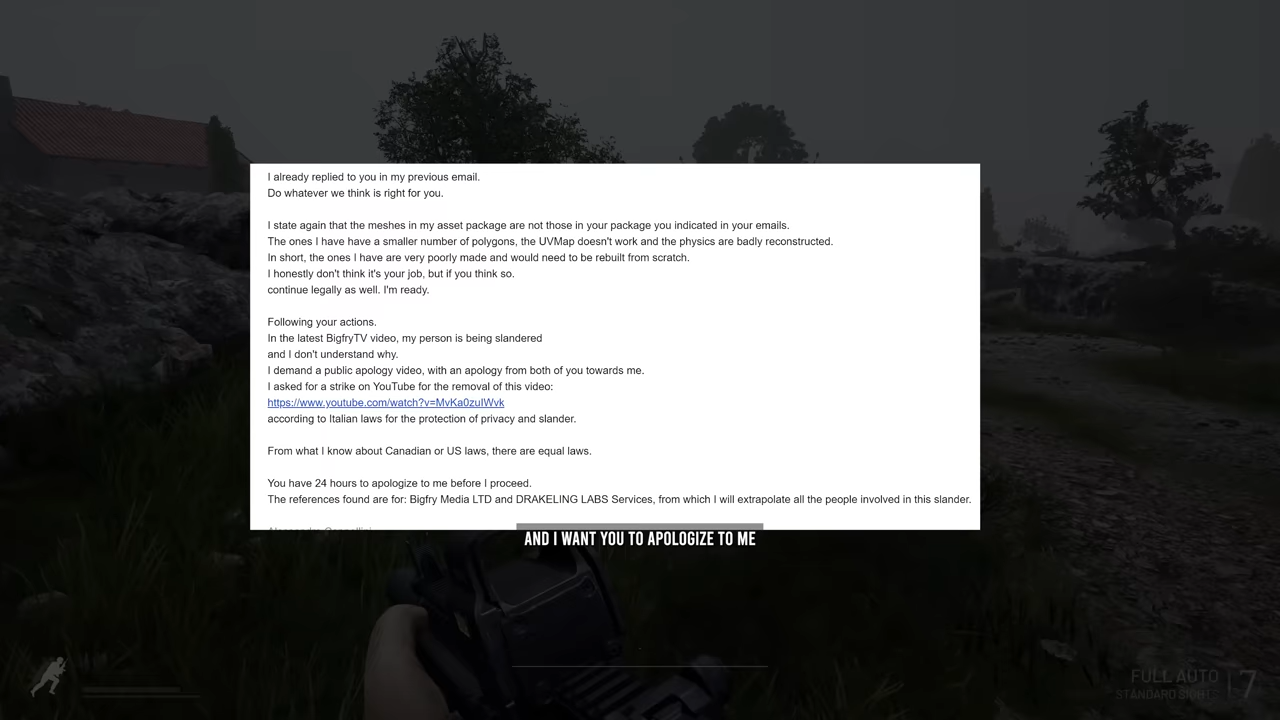 I already replied to you in my previous email.
Do whatever we think is right for you.
I state again that the meshes in my asset package are not those in your package you indicated in your emails.
The ones I have have a smaller number of polygons, the UVMap doesn't work and the physics are badly reconstructed.
In short, the ones I have are very poorly made and would need to be rebuilt from scratch.
I honestly don't think it's your job, but if you think so.
continue legally as well. I'm ready.
Following your actions.
In the latest BigfryTV video, my person is being slandered
and I don't understand why.
I demand a public apology video, with an apology from both of you towards me.
I asked for a strike on YouTube for the removal of this video:
https://www.youtube.com/watch?v=MvKa0zuIWvk
according to Italian laws for the protection of privacy and slander.
From what I know about Canadian or US laws, there are equal laws.
You have 24 hours to apologize to me before I proceed.
The references found are for: Bigfry Media LTD and DRAKELING LABS Services, from which I will extrapolate all the people involved in this slander.
AND I WANT YOU TO APOLOGIZE TO ME
FULL AUTO
STANDARD SIGHTS
7